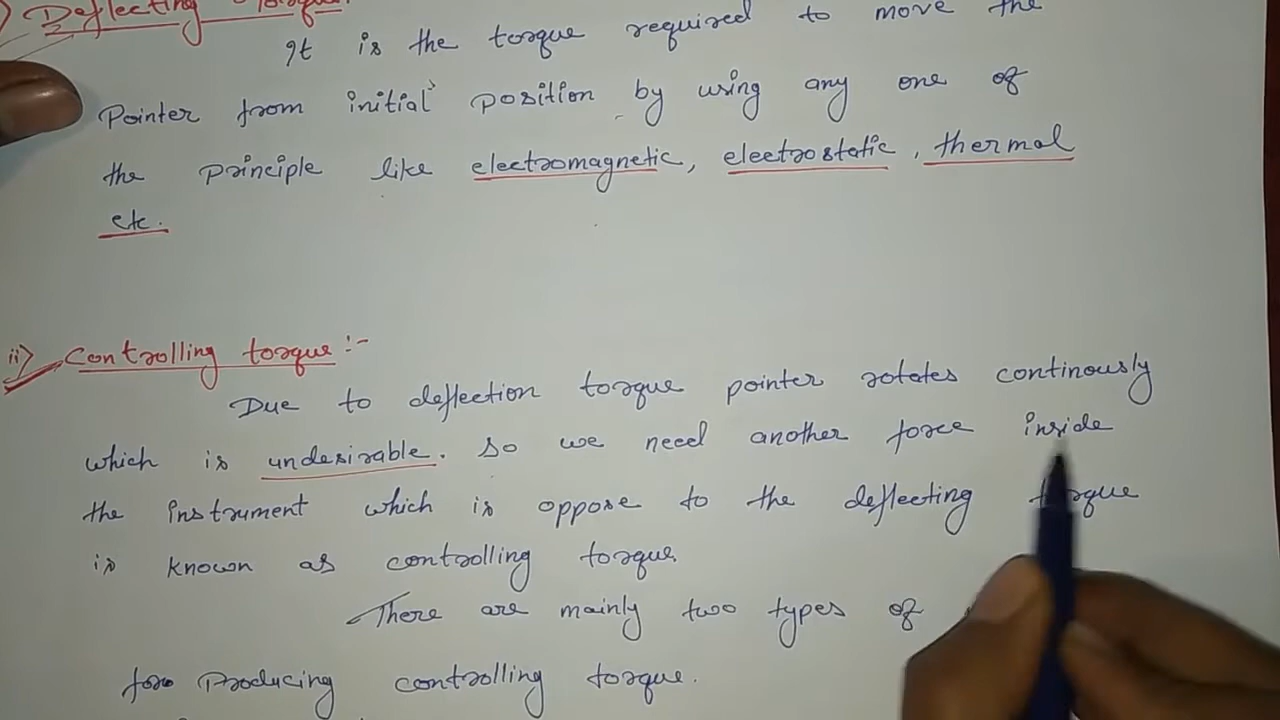 Deflecting torque:
It is the torque required to move the
Pointer from initial position by using any one of
the principle like electromagnetic, electrostatic, thermal
etc.
ii) Controlling torque :-
Due to deflection torque pointer rotates continously
which is undesirable. so we need another force inside
the instrument which is oppose to the deflecting torque
is known as controlling torque.
There are mainly two types of
for Producing controlling torque.